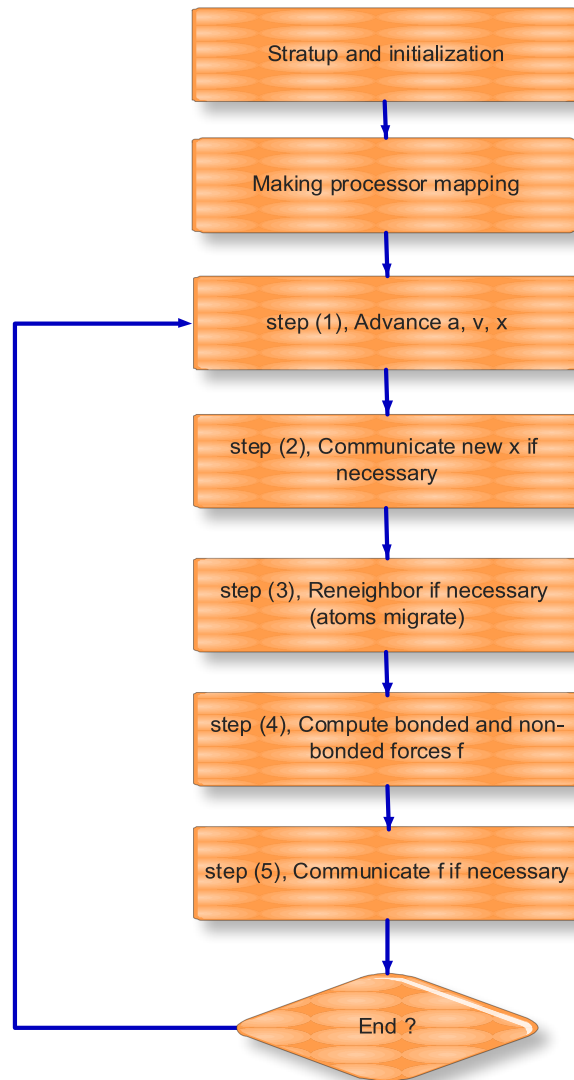 Stratup and initialization
Making processor mapping
step (1), Advance a, v, x
step (2), Communicate new x if
necessary
step (3), Reneighbor if necessary
(atoms migrate)
step (4), Compute bonded and non-
bonded forces f
step (5), Communicate f if necessary
End ?